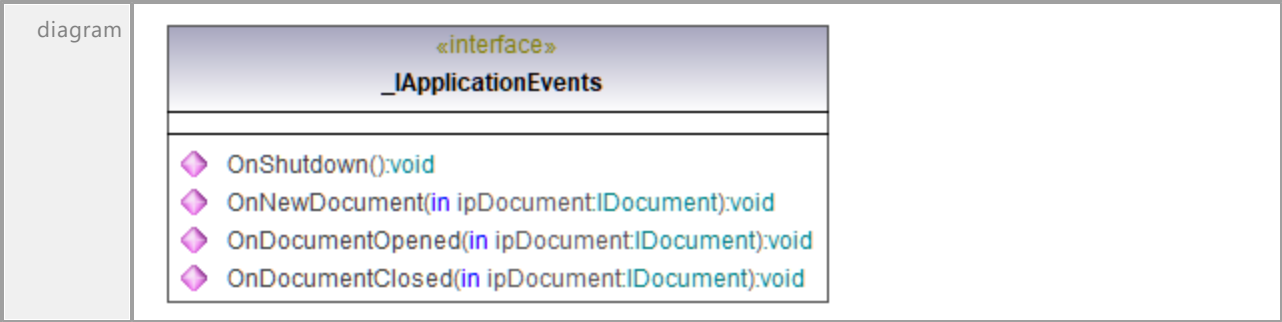 diagram
«interface»
_IApplicationEvents
OnShutdown():void
OnNewDocument(in ipDocument:IDocument):void
OnDocumentOpened(in ipDocument:IDocument):void
OnDocumentClosed(in ipDocument:IDocument):void